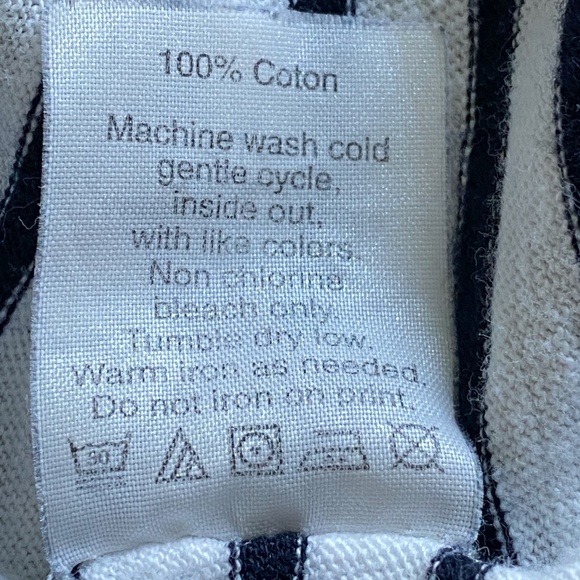 100% Coton
Machine wash cold
gentle cycle,
inside out,
with like colors.
Non chlorine
bleach only.
Tumble dry low.
Warm iron as needed.
Do not iron on print.
30